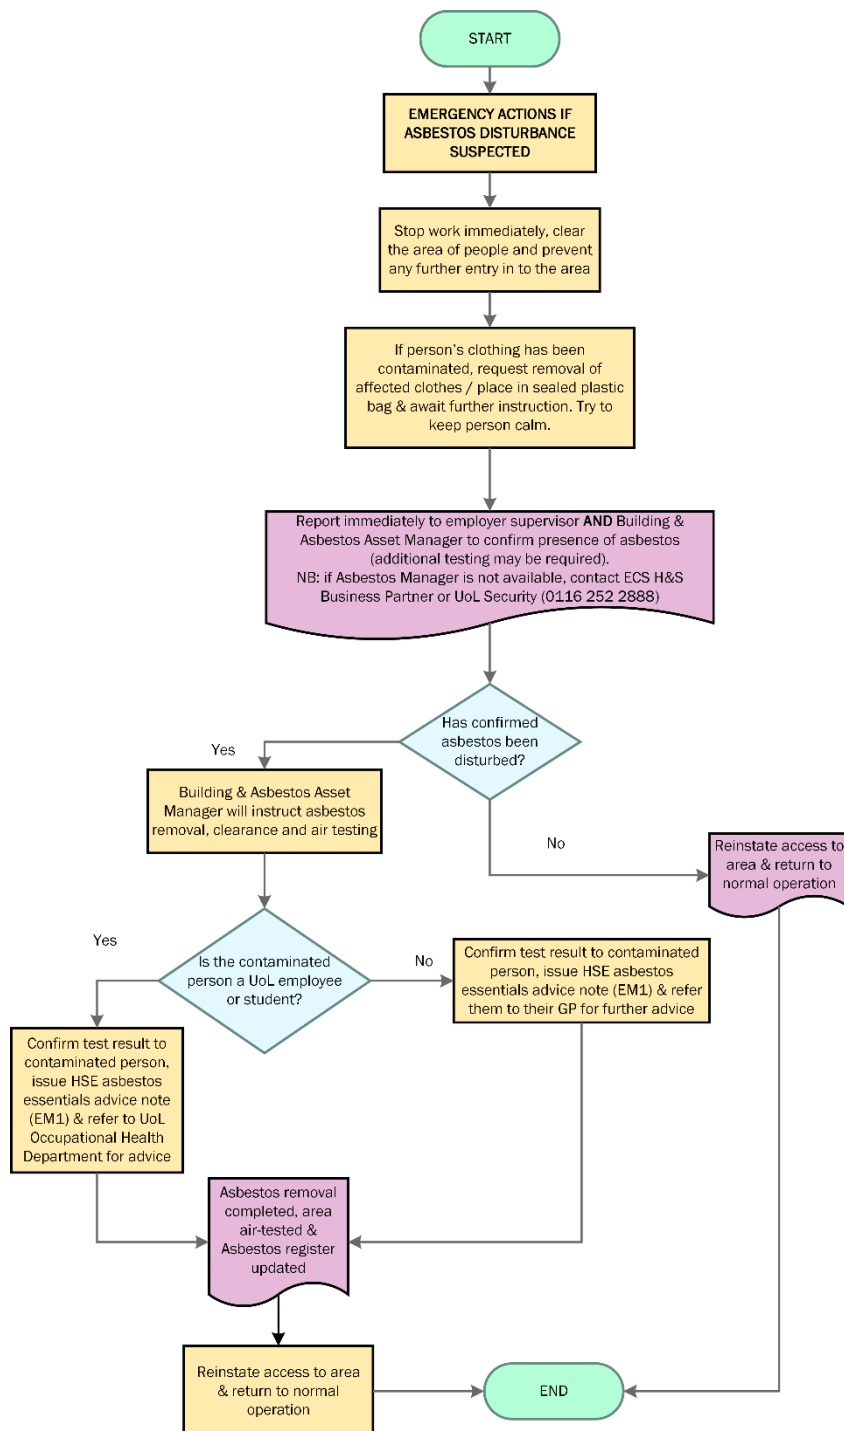 START
EMERGENCY ACTIONS IF
ASBESTOS DISTURBANCE
SUSPECTED
Stop work immediately, clear
the area of people and prevent
any further entry in to the area
If person's clothing has been
contaminated, request removal of
affected clothes / place in sealed plastic
bag & await further instruction. Try to
keep person calm.
Report immediately to employer supervisor AND Building &
Asbestos Asset Manager to confirm presence of asbestos
(additional testing may be required).
NB: if Asbestos Manager is not available, contact ECS H&S
Business Partner or UoL Security (0116 252 2888)
Has confirmed
asbestos been
disturbed?
Yes
Building & Asbestos Asset
Manager will instruct asbestos
removal, clearance and air testing
No
Reinstate access to
area & return to
normal operation
Is the contaminated
person a UoL employee
or student?
Yes
No
Confirm test result to contaminated
person, issue HSE asbestos
essentials advice note (EM1) & refer
them to their GP for further advice
Confirm test result to
contaminated person,
issue HSE asbestos
essentials advice note
(EM1) & refer to UoL
Occupational Health
Department for advice
Asbestos removal
completed, area
air-tested &
Asbestos register
updated
Reinstate access to area
& return to normal
operation
END